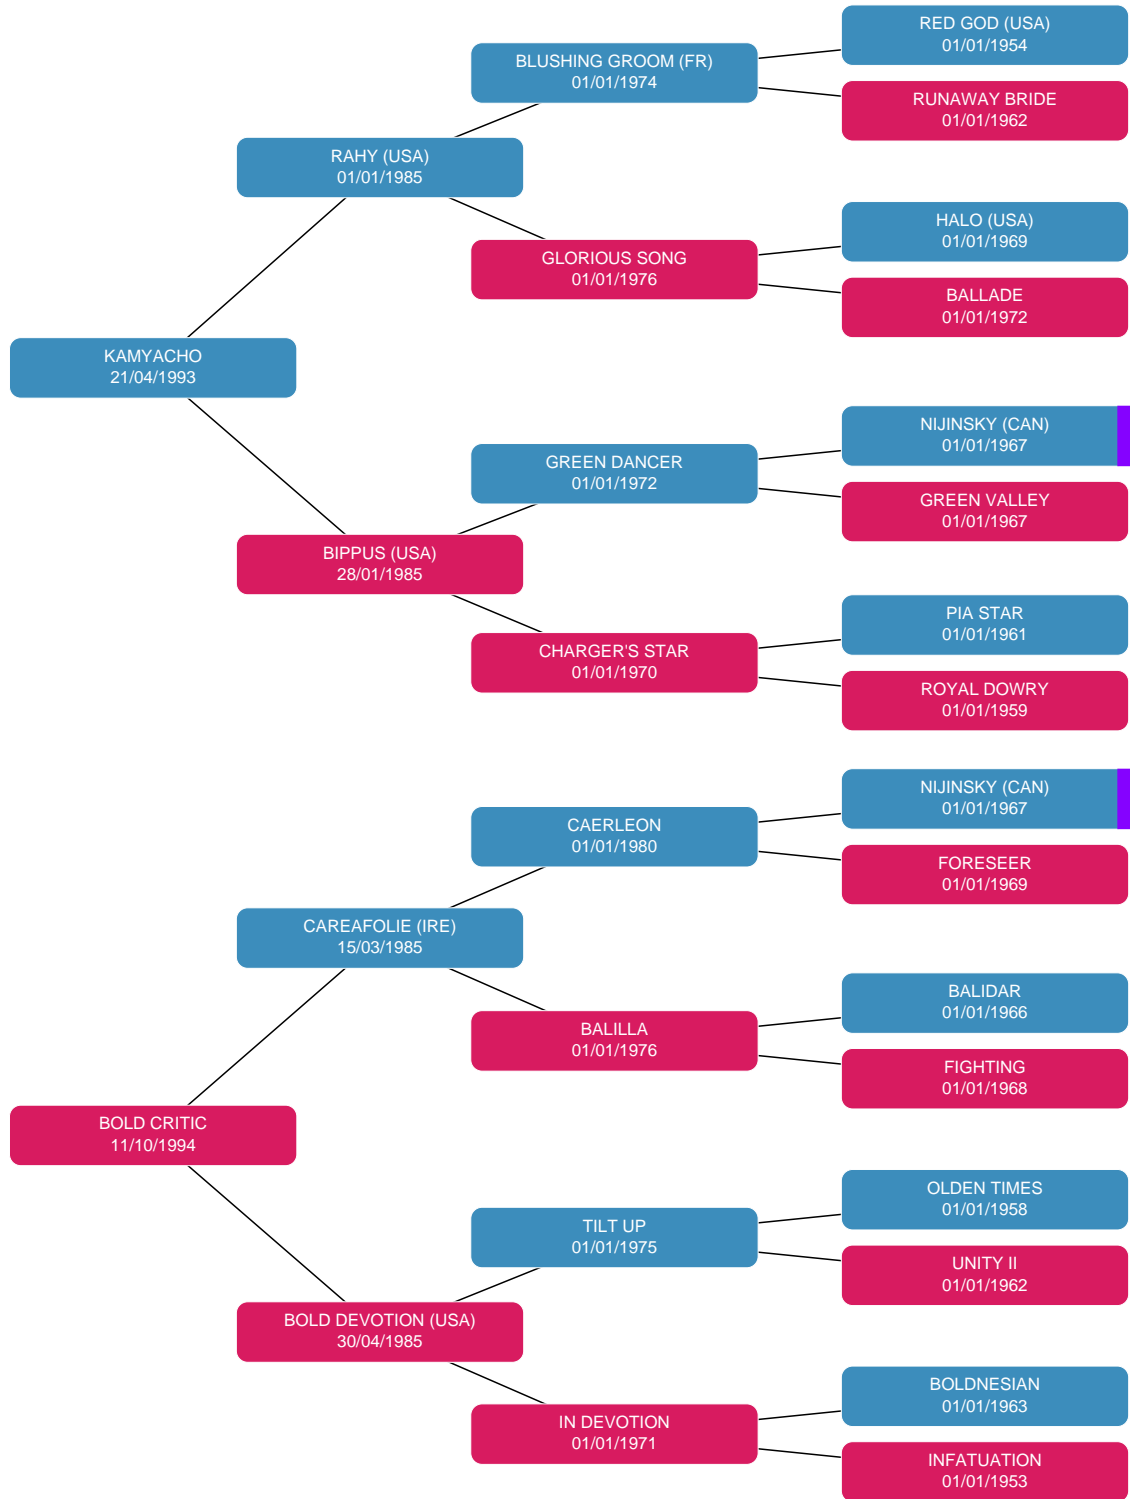 RED GOD (USA)
01/01/1954
BLUSHING GROOM (FR)
01/01/1974
RUNAWAY BRIDE
01/01/1962
RAHY (USA)
01/01/1985
HALO (USA)
01/01/1969
GLORIOUS SONG
01/01/1976
BALLADE
01/01/1972
KAMYACHO
21/04/1993
NIJINSKY (CAN)
01/01/1967
GREEN DANCER
01/01/1972
GREEN VALLEY
01/01/1967
BIPPUS (USA)
28/01/1985
PIA STAR
01/01/1961
CHARGER'S STAR
01/01/1970
ROYAL DOWRY
01/01/1959
NIJINSKY (CAN)
01/01/1967
CAERLEON
01/01/1980
FORESEER
01/01/1969
CAREAFOLIE (IRE)
15/03/1985
BALIDAR
01/01/1966
BALILLA
01/01/1976
FIGHTING
01/01/1968
BOLD CRITIC
11/10/1994
OLDEN TIMES
01/01/1958
TILT UP
01/01/1975
UNITY II
01/01/1962
BOLD DEVOTION (USA)
30/04/1985
BOLDNESIAN
01/01/1963
IN DEVOTION
01/01/1971
INFATUATION
01/01/1953